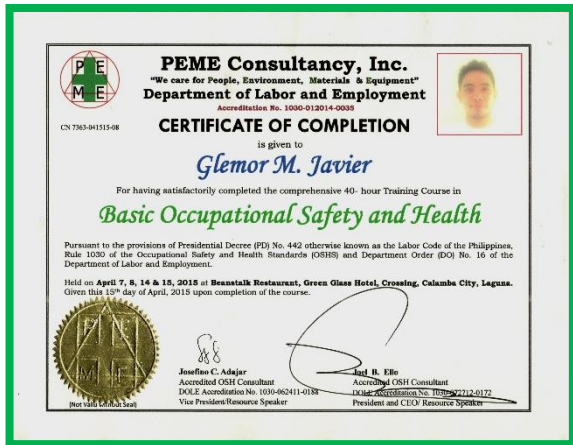 P E
M E
PEME Consultancy, Inc.
"We care for People, Environment, Materials & Equipment"
Department of Labor and Employment
Accreditation No. 1030-012014-0035
CN 7363-041515-08
CERTIFICATE OF COMPLETION
is given to
Glemor M. Javier
For having satisfactorily completed the comprehensive 40- hour Training Course in
Basic Occupational Safety and Health
Pursuant to the provisions of Presidential Decree (PD) No. 442 otherwise known as the Labor Code of the Philippines,
Rule 1030 of the Occupational Safety and Health Standards (OSHS) and Department Order (DO) No. 16 of the
Department of Labor and Employment.
Held on April 7, 8, 14 & 15, 2015 at Beanstalk Restaurant, Green Glass Hotel, Crossing, Calamba City, Laguna.
Given this 15th day of April, 2015 upon completion of the course.
P E
M E
(Not Valid without Seal)
Josefino C. Adajar
Accredited OSH Consultant
DOLE Accreditation No. 1030-062411-0188
Vice President/Resource Speaker
Joel B. Elle
Accredited OSH Consultant
DOLE Accreditation No. 1030-072712-0172
President and CEO/ Resource Speaker